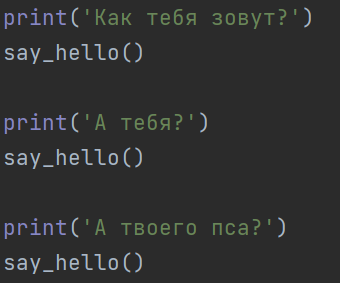 print('Как тебя зовут?')
say_hello()
print('А тебя?')
say_hello()
print('А твоего пса?')
say_hello()